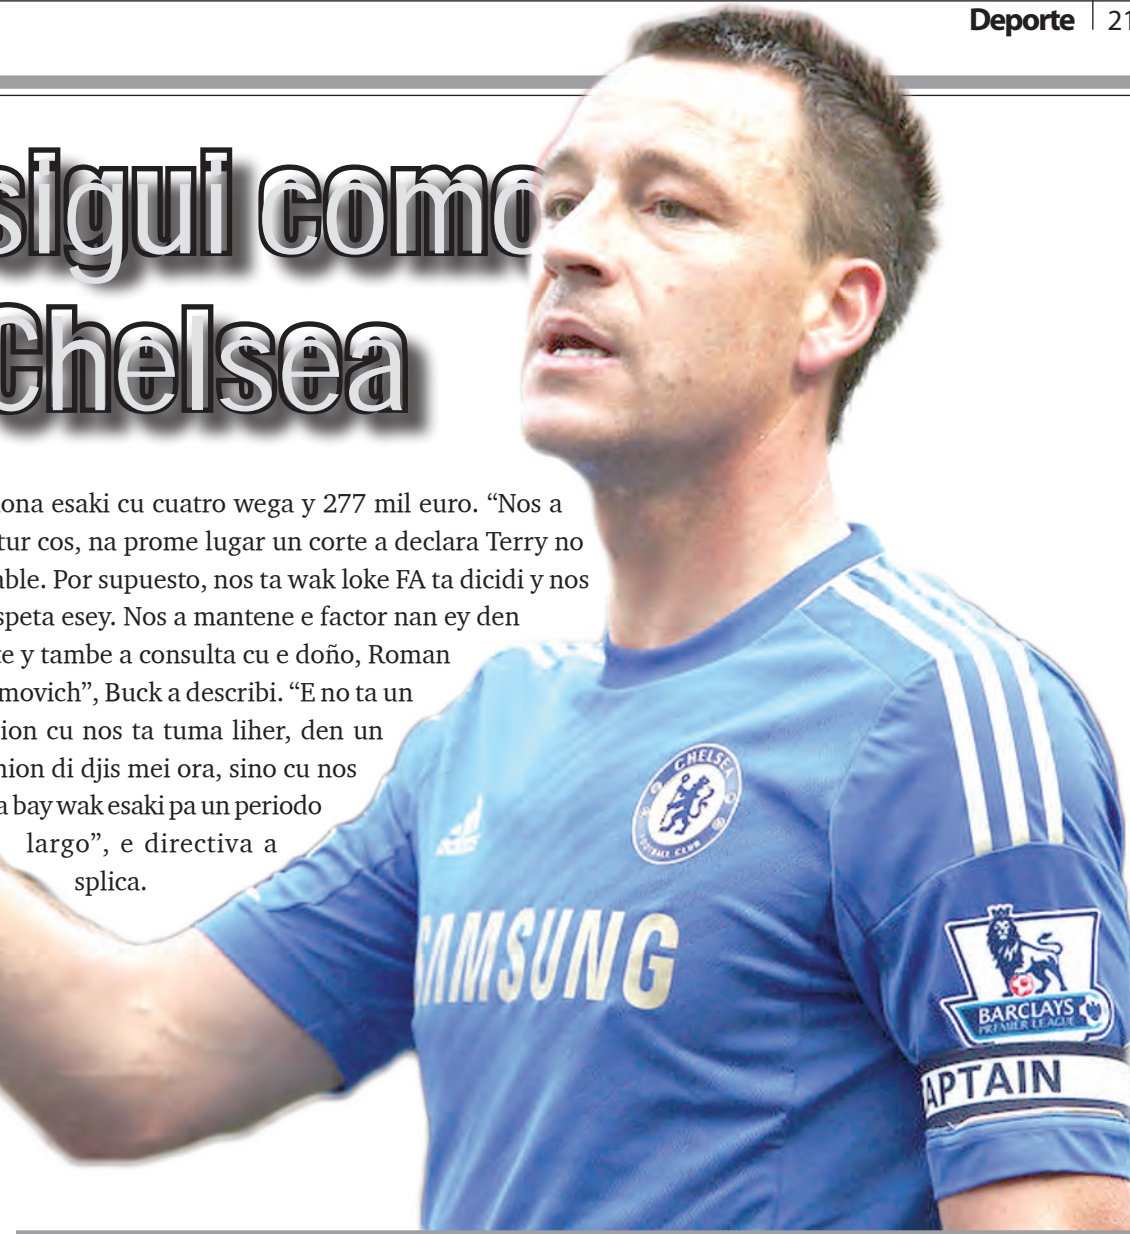 Deporte 21
sigui como
Chelsea
ona esaki cu cuatro wega y 277 mil euro. “Nos a
tur cos, na prome lugar un corte a declara Terry no
able. Por supuesto, nos ta wak loke FA ta dicidi y nos
speta esey. Nos a mantene e factor nan ey den
e y tambe a consulta cu e doño, Roman
movich”, Buck a describi. “E no ta un
ion cu nos ta tuma liher, den un
nion di djis mei ora, sino cu nos
a bay wak esaki pa un periodo
largo”, e directiva a
splica.
CHELSEA
FOOTBALL CLUB
SAMSUNG
BARCLAYS
PREMIER LEAGUE
APTAIN